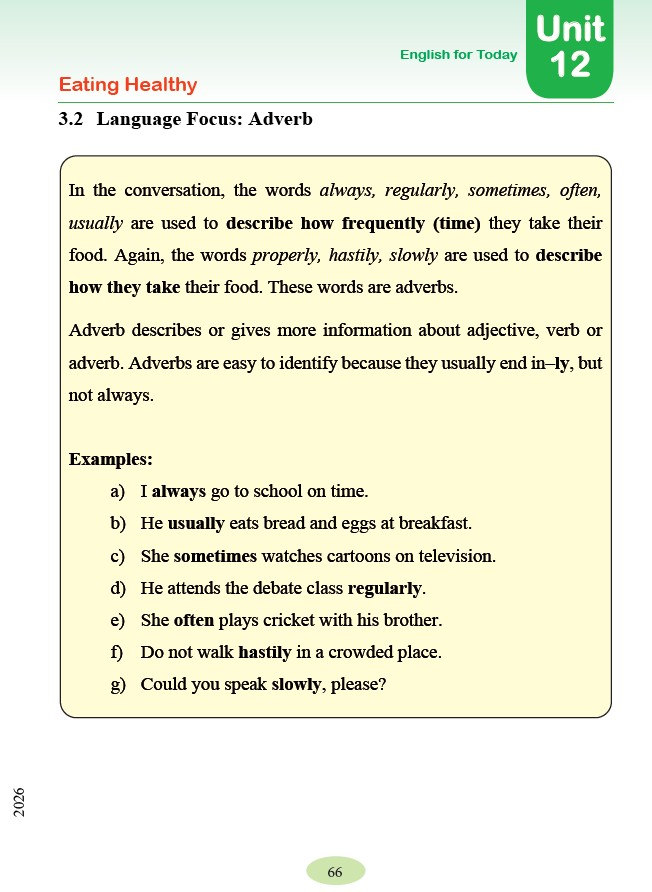 Unit
12
English for Today
Eating Healthy
3.2 Language Focus: Adverb
In the conversation, the words always, regularly, sometimes, often,
usually are used to describe how frequently (time) they take their
food. Again, the words properly, hastily, slowly are used to describe
how they take their food. These words are adverbs.
Adverb describes or gives more information about adjective, verb or
adverb. Adverbs are easy to identify because they usually end in–ly, but
not always.
Examples:
a) I always go to school on time.
b) He usually eats bread and eggs at breakfast.
c) She sometimes watches cartoons on television.
d) He attends the debate class regularly.
e) She often plays cricket with his brother.
f) Do not walk hastily in a crowded place.
g) Could you speak slowly, please?
2026
66